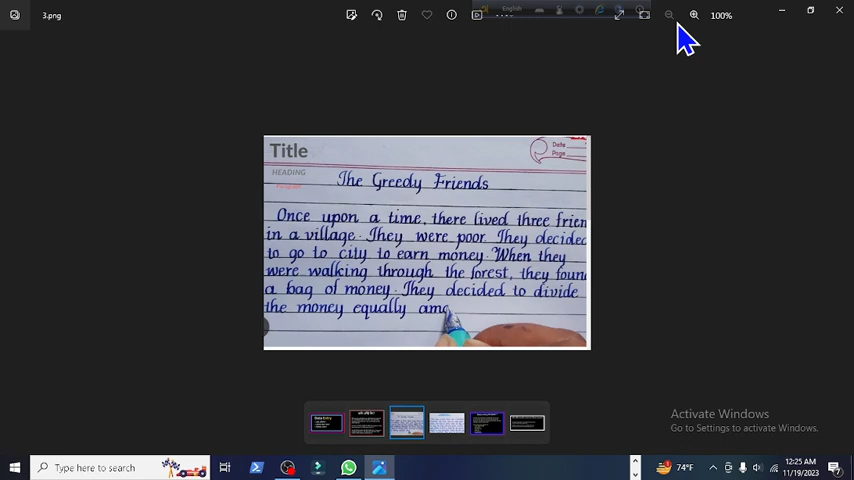 3.png
English
100%
Title
Date
Page
HEADING
The Greedy Friends
Once upon a time, there lived three frien
in a village. They were poor. They decided
to go to city to earn money. When they
were walking through the forest, they foun
a bag of money. They decided to divide
the money equally amo
Activate Windows
Go to Settings to activate Windows.
Type here to search
74°F
12:25 AM
11/19/2023
7